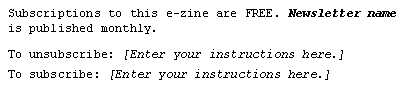 Subscriptions to this e-zine are FREE. Newsletter name
is published monthly.
To unsubscribe: [Enter your instructions here.]
To subscribe: [Enter your instructions here.]